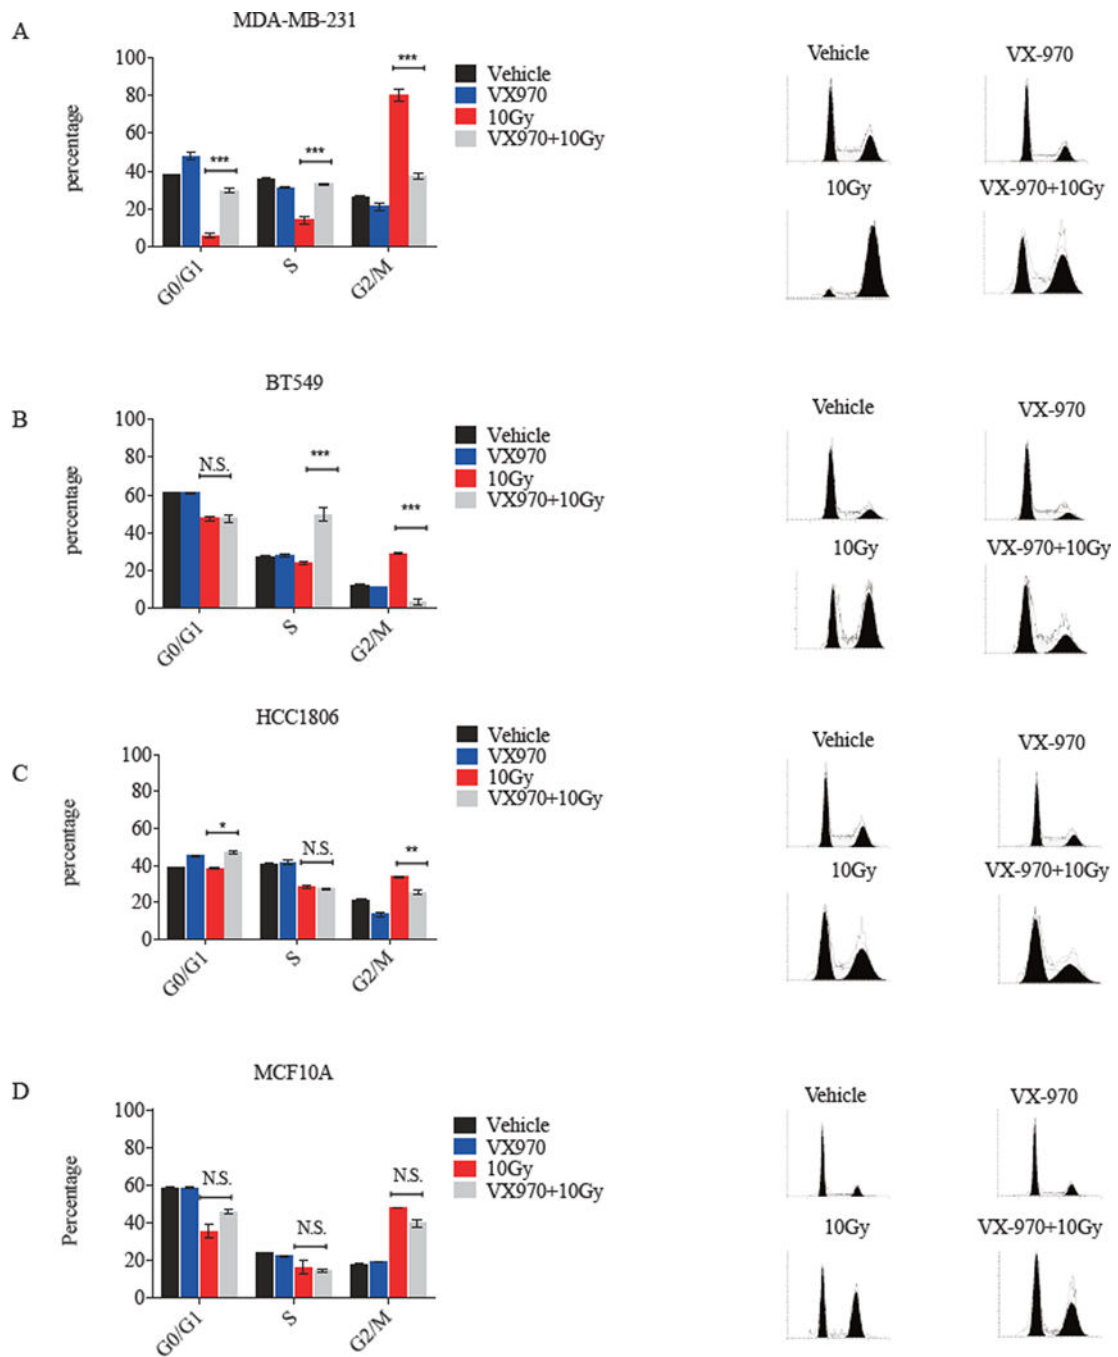 A
MDA-MB-231
percentage
100
80
60
40
20
0
***
***
***
G0/G1
S
G2/M
Vehicle
VX970
10Gy
VX970+10Gy
Vehicle
VX-970
10Gy
VX-970+10Gy
B
BT549
percentage
100
80
60
40
20
0
N.S.
***
***
G0/G1
S
G2/M
Vehicle
VX970
10Gy
VX970+10Gy
Vehicle
VX-970
10Gy
VX-970+10Gy
C
HCC1806
percentage
100
80
60
40
20
0
*
N.S.
**
G0/G1
S
G2/M
Vehicle
VX970
10Gy
VX970+10Gy
Vehicle
VX-970
10Gy
VX-970+10Gy
D
MCF10A
Percentage
100
80
60
40
20
0
N.S.
N.S.
N.S.
G0/G1
S
G2/M
Vehicle
VX970
10Gy
VX970+10Gy
Vehicle
VX-970
10Gy
VX-970+10Gy